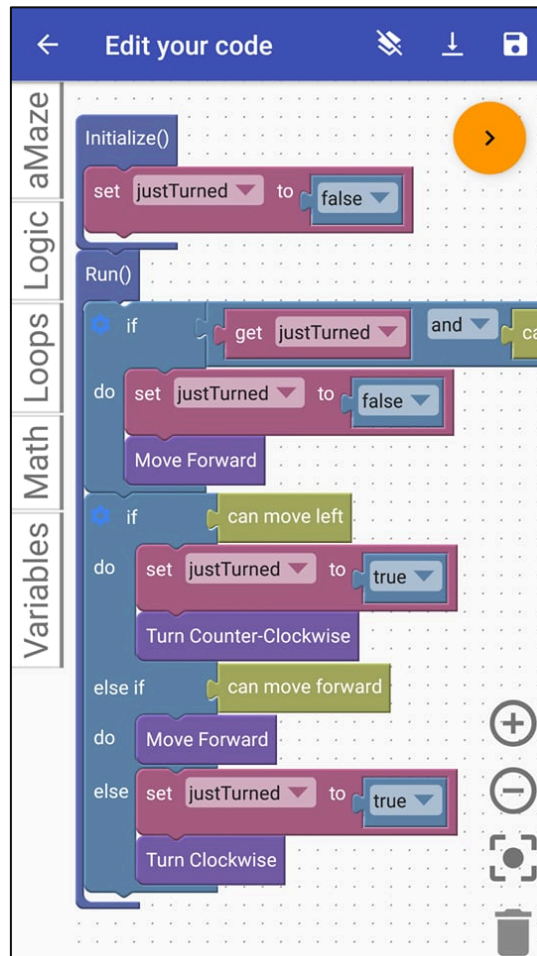 Edit your code
aMaze
Logic
Loops
Math
Variables
Initialize()
set justTurned to false
Run()
if get justTurned and
do set justTurned to false
Move Forward
if can move left
do set justTurned to true
Turn Counter-Clockwise
else if can move forward
do Move Forward
else set justTurned to true
Turn Clockwise